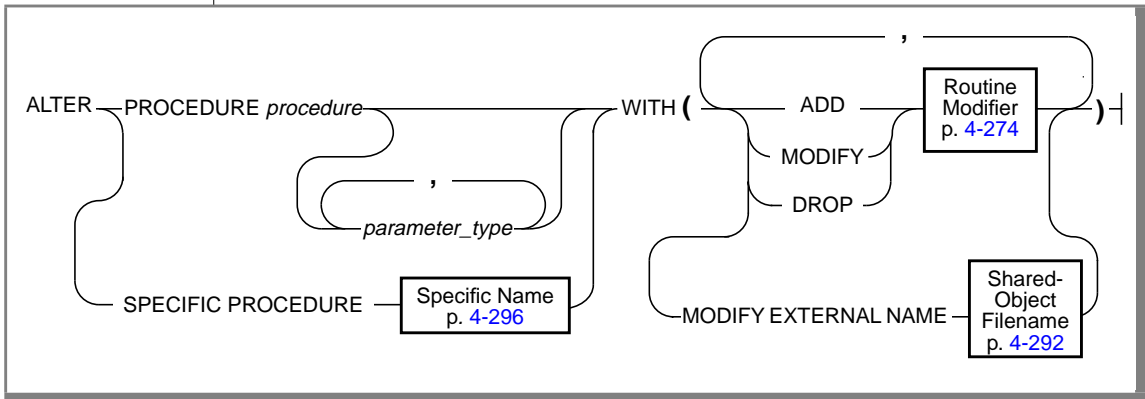 ,
ALTER PROCEDURE procedure WITH ( ADD Routine Modifier p. 4-274 )
MODIFY
,
DROP
parameter_type
SPECIFIC PROCEDURE Specific Name p. 4-296 MODIFY EXTERNAL NAME Shared-Object Filename p. 4-292